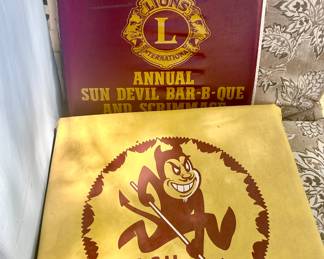 LIONS
L
INTERNATIONAL
ANNUAL
SUN DEVIL BAR-B-QUE
AND SCRIMMAGE